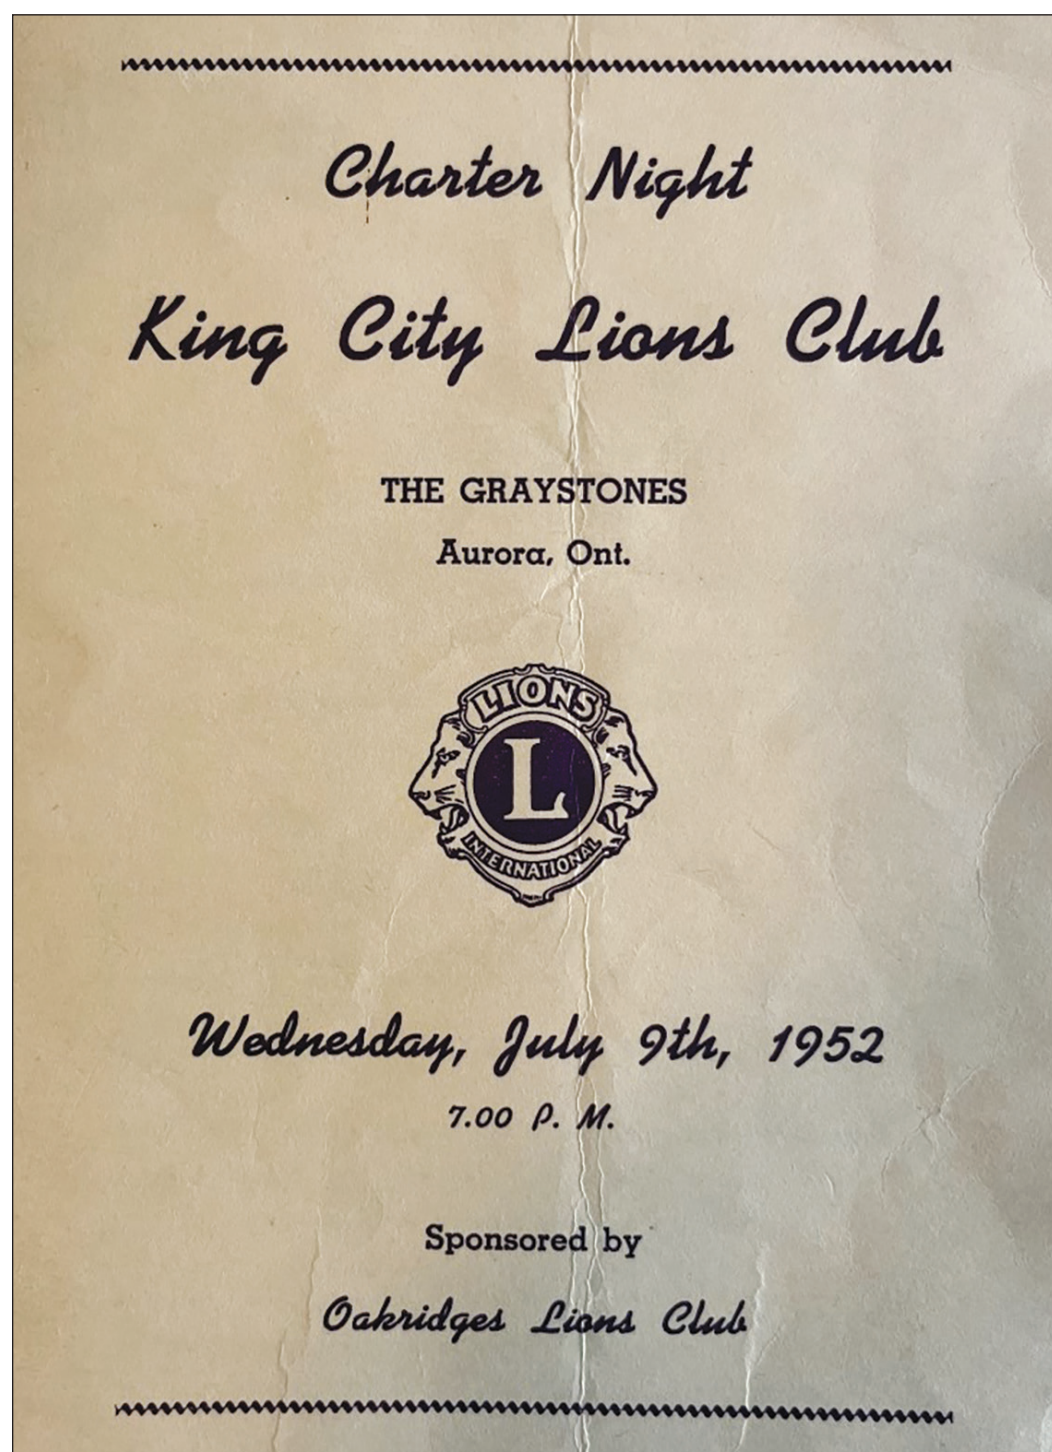 Charter Night
King City Lions Club
THE GRAYSTONES
Aurora, Ont.
LIONS
L
INTERNATIONAL
Wednesday, July 9th, 1952
7.00 P. M.
Sponsored by
Oakridges Lions Club